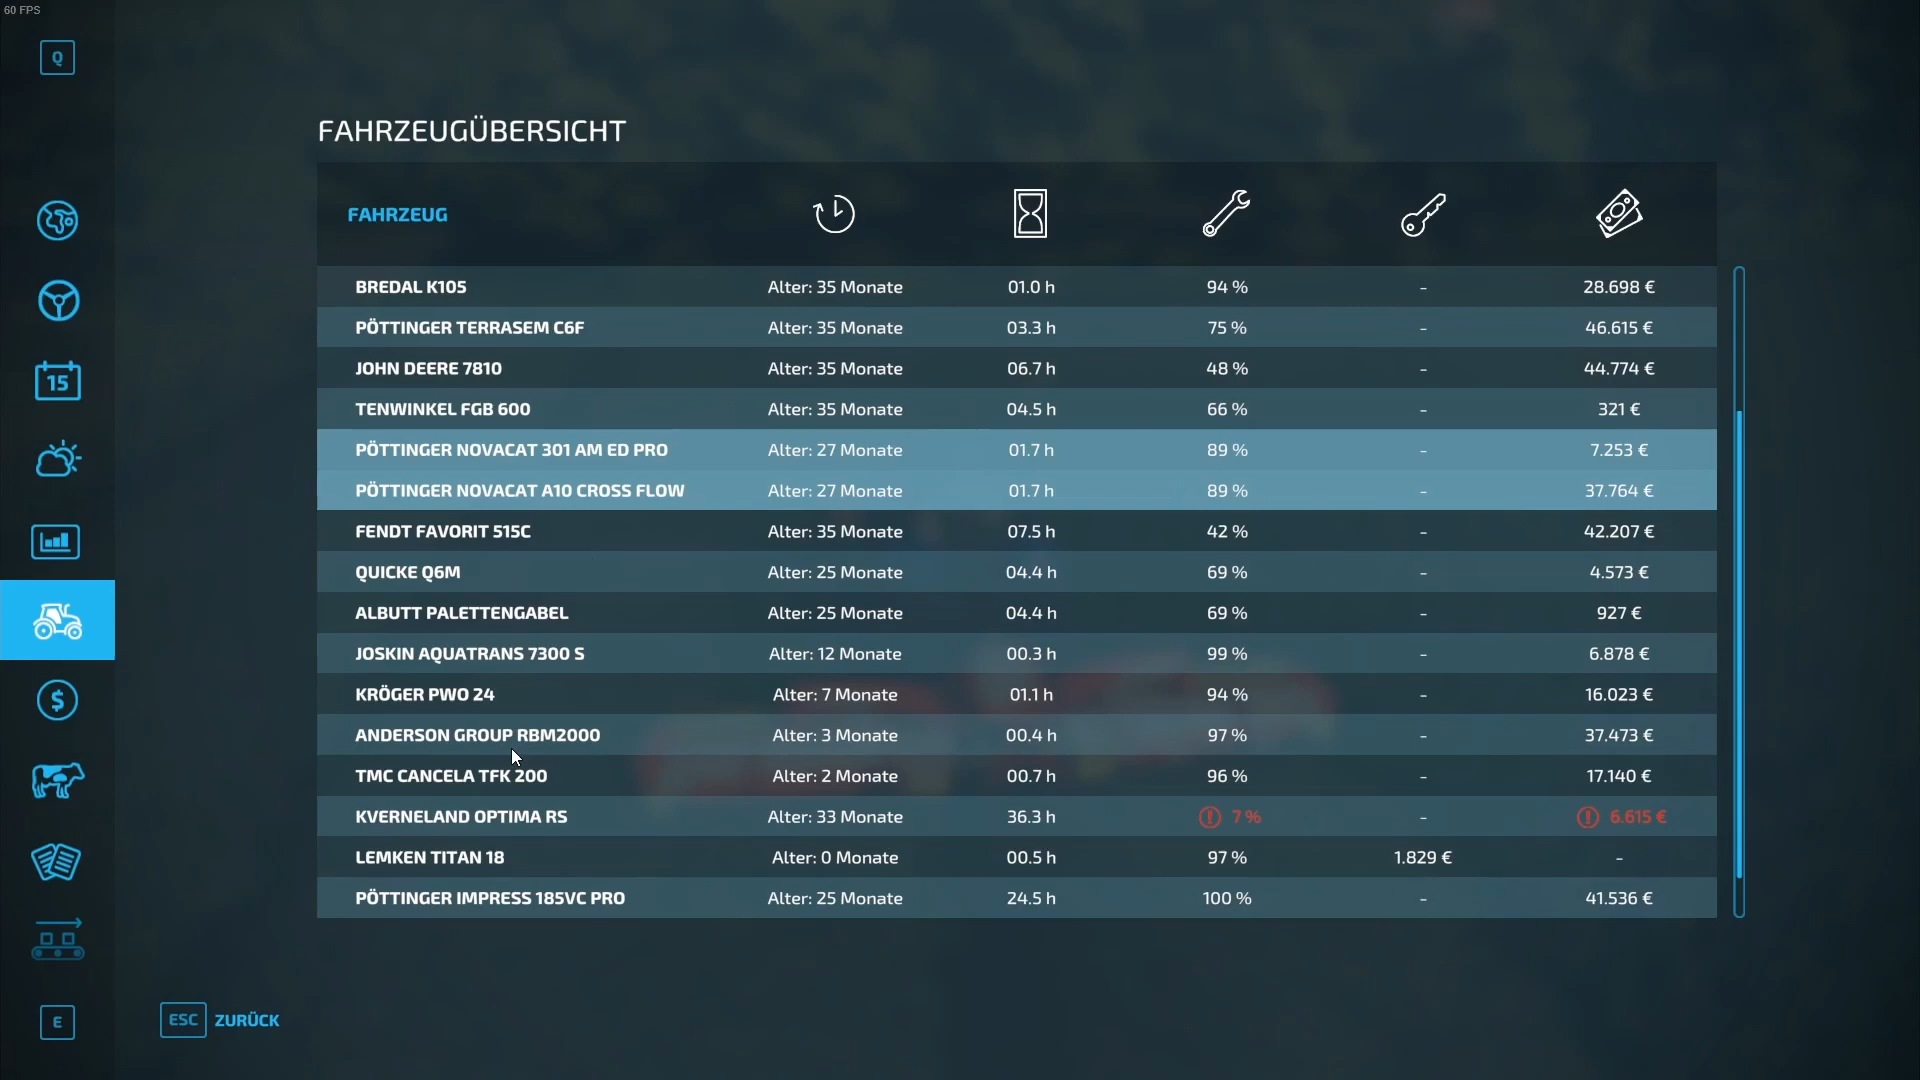 60 FPS
Q
FAHRZEUGÜBERSICHT
FAHRZEUG
BREDAL K105 Alter: 35 Monate 01.0 h 94 % - 28.698 €
PÖTTINGER TERRASEM C6F Alter: 35 Monate 03.3 h 75 % - 46.615 €
JOHN DEERE 7810 Alter: 35 Monate 06.7 h 48 % - 44.774 €
TENWINKEL FGB 600 Alter: 35 Monate 04.5 h 66 % - 321 €
PÖTTINGER NOVACAT 301 AM ED PRO Alter: 27 Monate 01.7 h 89 % - 7.253 €
PÖTTINGER NOVACAT A10 CROSS FLOW Alter: 27 Monate 01.7 h 89 % - 37.764 €
FENDT FAVORIT 515C Alter: 35 Monate 07.5 h 42 % - 42.207 €
QUICKE Q6M Alter: 25 Monate 04.4 h 69 % - 4.573 €
ALBUTT PALETTENGABEL Alter: 25 Monate 04.4 h 69 % - 927 €
JOSKIN AQUATRANS 7300 S Alter: 12 Monate 00.3 h 99 % - 6.878 €
KRÖGER PWO 24 Alter: 7 Monate 01.1 h 94 % - 16.023 €
ANDERSON GROUP RBM2000 Alter: 3 Monate 00.4 h 97 % - 37.473 €
TMC CANCELA TFK 200 Alter: 2 Monate 00.7 h 96 % - 17.140 €
KVERNELAND OPTIMA RS Alter: 33 Monate 36.3 h ! 7 % - ! 6.615 €
LEMKEN TITAN 18 Alter: 0 Monate 00.5 h 97 % 1.829 € -
PÖTTINGER IMPRESS 185VC PRO Alter: 25 Monate 24.5 h 100 % - 41.536 €
15
$
E
ESC ZURÜCK